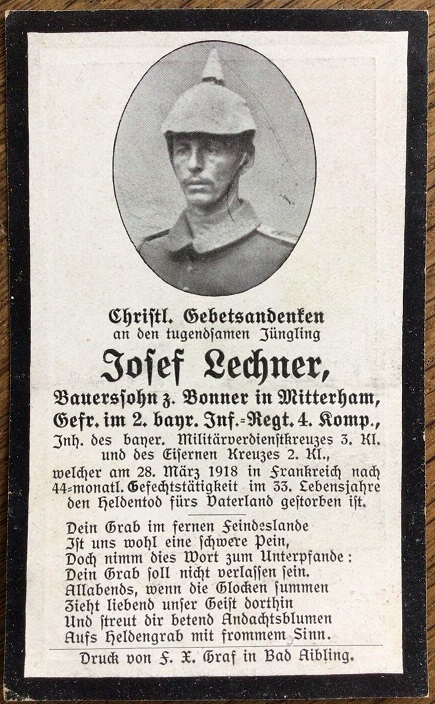 Christl. Gebetsandenken
an den tugendsamen Jüngling
Josef Lechner,
Bauerssohn z. Bonner in Mitterham,
Gefr. im 2. bayr. Inf.-Regt. 4. Komp.,
Inh. des bayer. Militärverdienstkreuzes 3. Kl.
und des Eisernen Kreuzes 2. Kl.,
welcher am 28. März 1918 in Frankreich nach
44-monatl. Gefechtstätigkeit im 33. Lebensjahre
den Heldentod fürs Vaterland gestorben ist.
Dein Grab im fernen Feindeslande
Ist uns wohl eine schwere Pein,
Doch nimm dies Wort zum Unterpfande:
Dein Grab soll nicht verlassen sein.
Allabends, wenn die Glocken summen
Zieht liebend unser Geist dorthin
Und streut dir betend Andachtsblumen
Aufs Heldengrab mit frommem Sinn.
Druck von F. X. Graf in Bad Aibling.